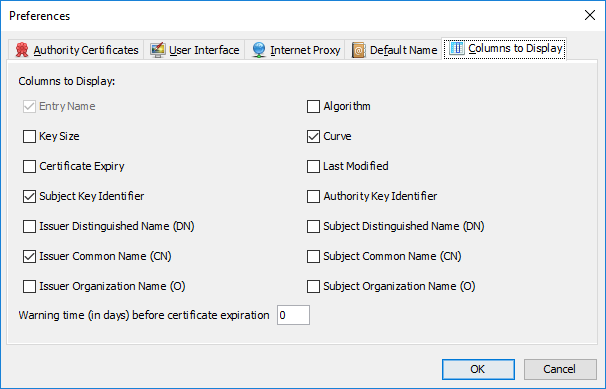 Preferences
Authority Certificates User Interface Internet Proxy Default Name Columns to Display
Columns to Display:
Entry Name Algorithm
Key Size Curve
Certificate Expiry Last Modified
Subject Key Identifier Authority Key Identifier
Issuer Distinguished Name (DN) Subject Distinguished Name (DN)
Issuer Common Name (CN) Subject Common Name (CN)
Issuer Organization Name (O) Subject Organization Name (O)
Warning time (in days) before certificate expiration 0
OK Cancel